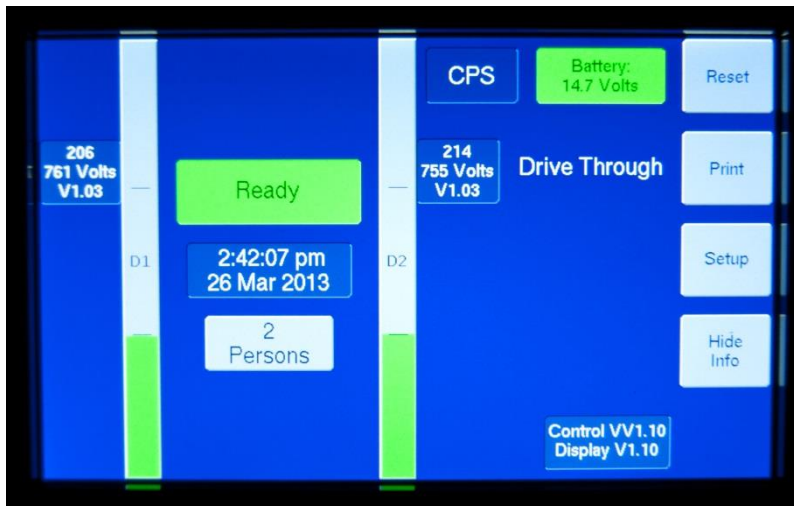 CPS
Battery:
14.7 Volts
Reset
206
761 Volts
V1.03
Ready
214
755 Volts
V1.03
Drive Through
Print
D1
2:42:07 pm
26 Mar 2013
D2
Setup
2
Persons
Hide
Info
Control VV1.10
Display V1.10